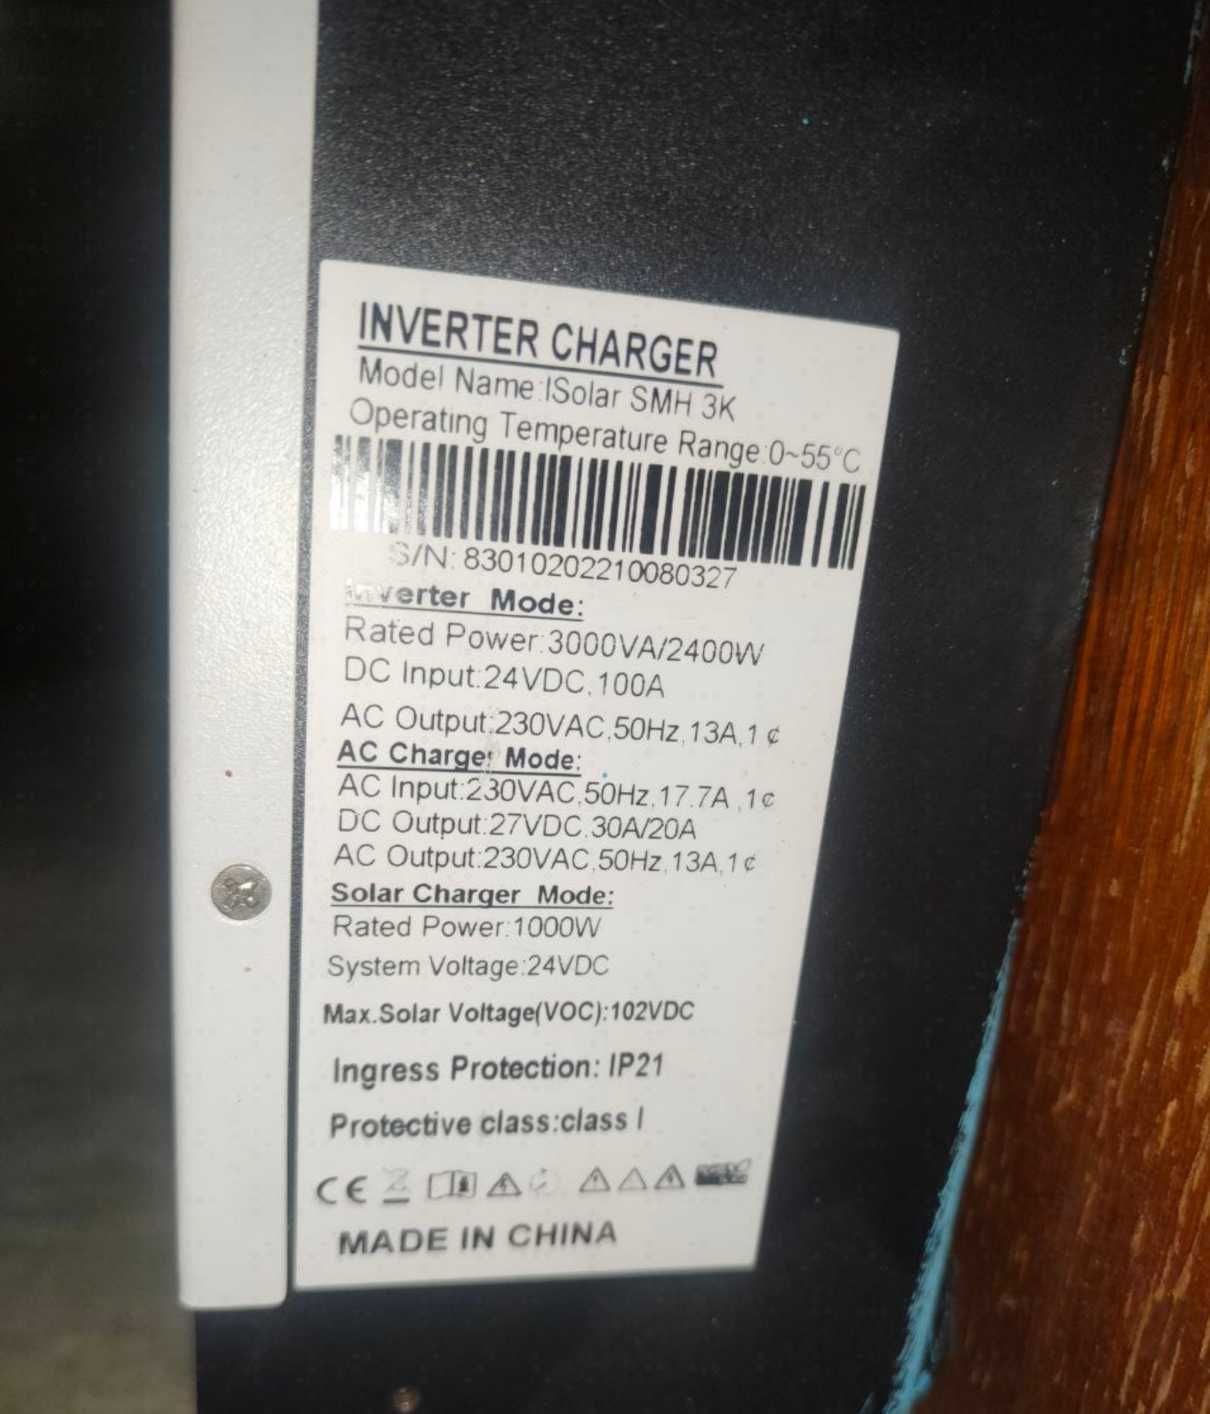 INVERTER CHARGER
Model Name:ISolar SMH 3K
Operating Temperature Range:0~55°C
S/N: 83010202210080327
Inverter Mode:
Rated Power:3000VA/2400W
DC Input:24VDC,100A
AC Output:230VAC,50Hz,13A,1¢
AC Charger Mode:
AC Input:230VAC,50Hz,17.7A ,1¢
DC Output:27VDC,30A/20A
AC Output:230VAC,50Hz,13A,1¢
Solar Charger Mode:
Rated Power:1000W
System Voltage:24VDC
Max.Solar Voltage(VOC):102VDC
Ingress Protection: IP21
Protective class:class I
CE
MADE IN CHINA